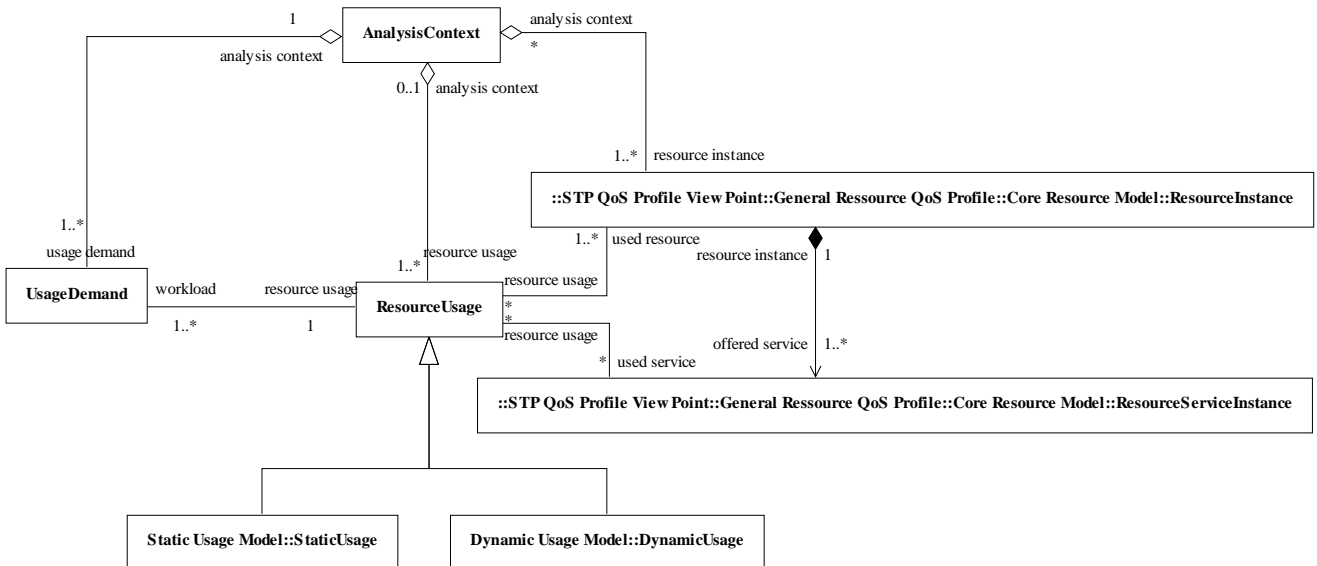 1
analysis context
AnalysisContext
analysis context
*
0..1 analysis context
1..* resource instance
::STP QoS Profile View Point::General Ressource QoS Profile::Core Resource Model::ResourceInstance
1..*
usage demand
resource usage
1..*
1..* used resource
resource instance 1
UsageDemand
workload
resource usage
1..*
1
ResourceUsage
resource usage
*
*
resource usage
offered service 1..*
* used service
::STP QoS Profile View Point::General Ressource QoS Profile::Core Resource Model::ResourceServiceInstance
Static Usage Model::StaticUsage
Dynamic Usage Model::DynamicUsage